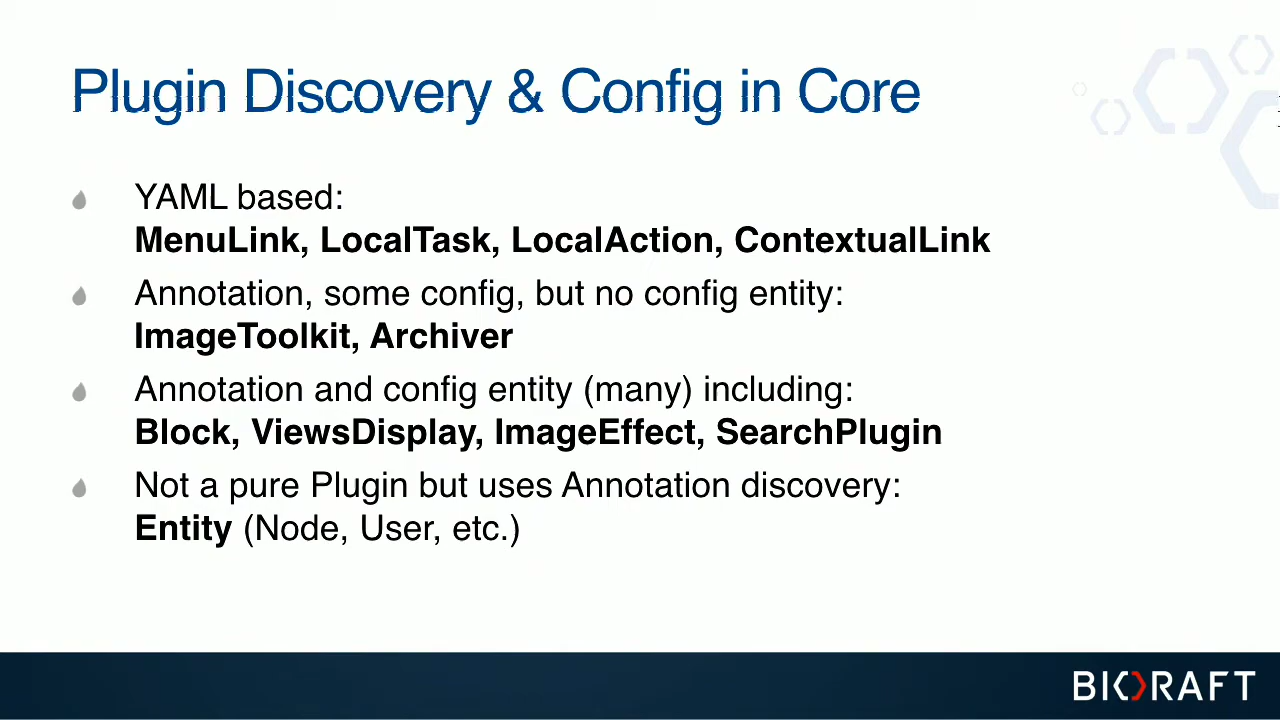 Plugin Discovery & Config in Core
YAML based:
MenuLink, LocalTask, LocalAction, ContextualLink
Annotation, some config, but no config entity:
ImageToolkit, Archiver
Annotation and config entity (many) including:
Block, ViewsDisplay, ImageEffect, SearchPlugin
Not a pure Plugin but uses Annotation discovery:
Entity (Node, User, etc.)
BIORAFT